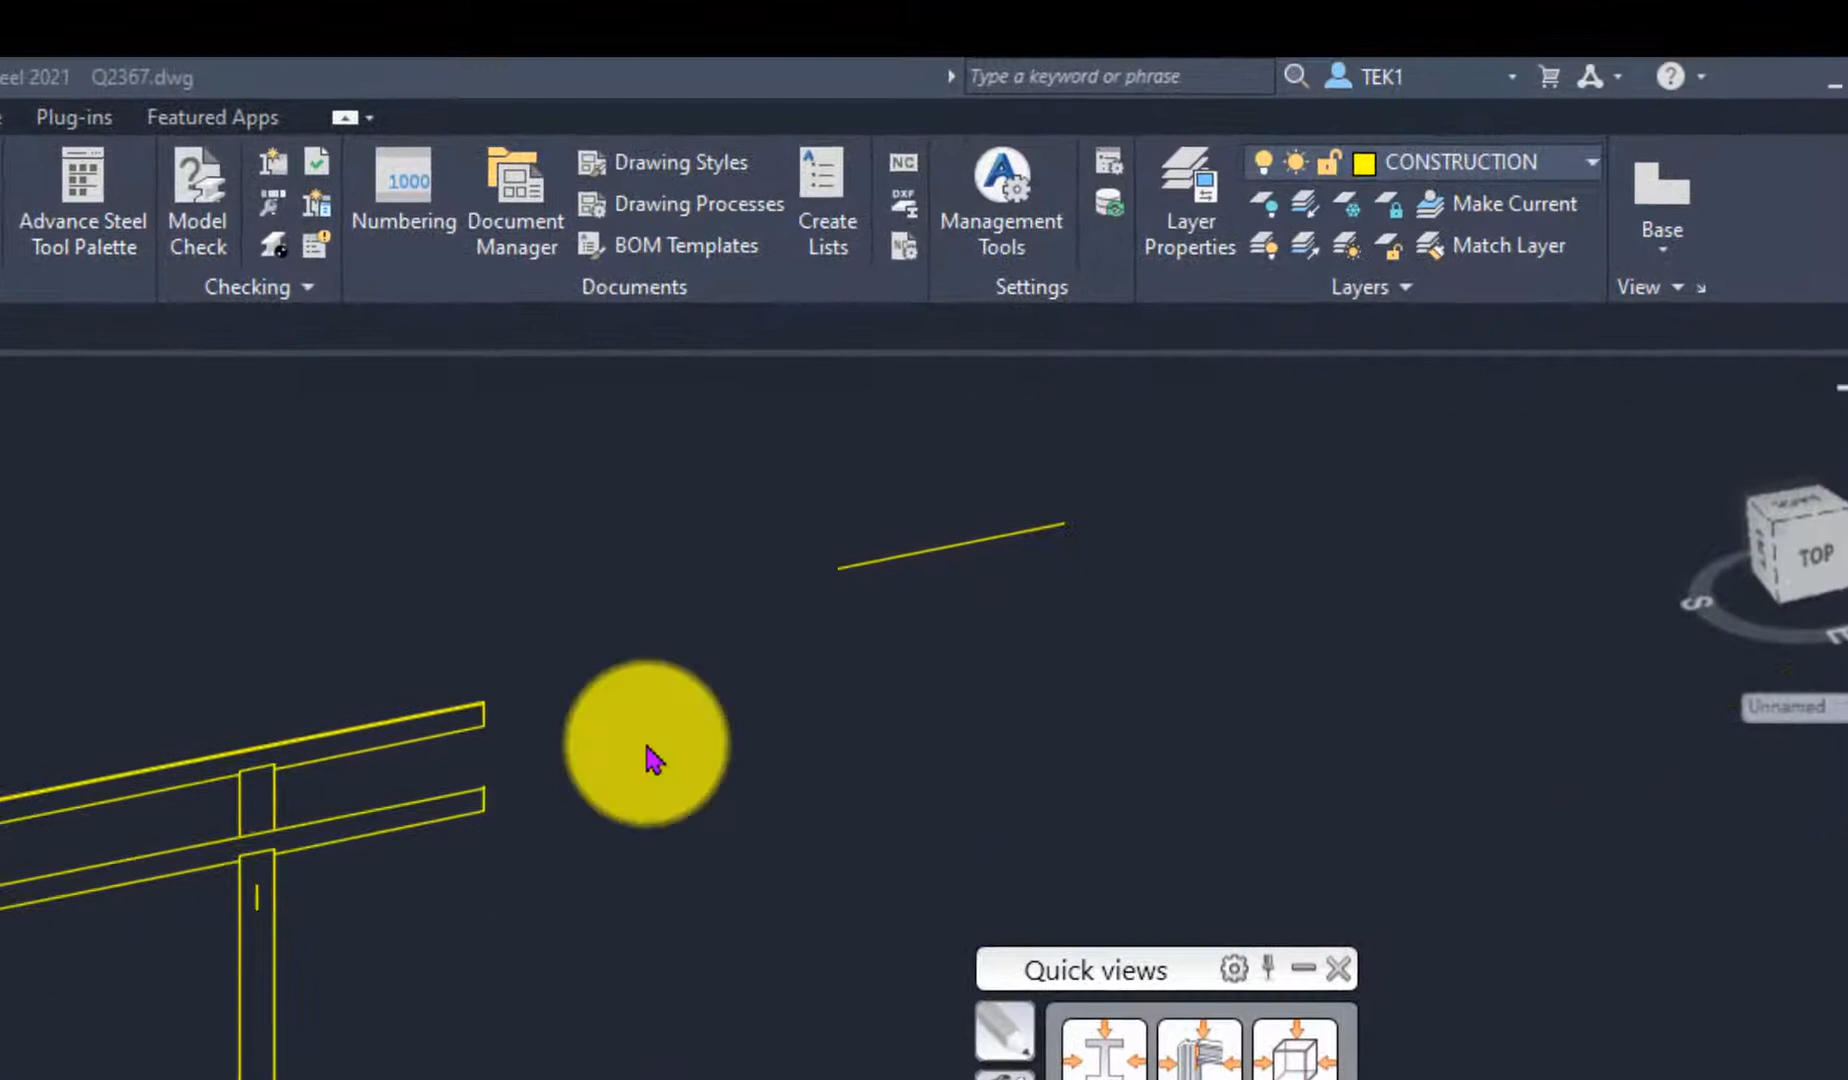 eel 2021 Q2367.dwg
Type a keyword or phrase
TEK1
Plug-ins Featured Apps
Advance Steel
Tool Palette
Model
Check
Checking
1000
Numbering
Document
Manager
Drawing Styles
Drawing Processes
BOM Templates
Create
Lists
NC
DXF
NC
Documents
Management
Tools
Settings
Layer
Properties
CONSTRUCTION
Make Current
Match Layer
Layers
Base
View
TOP
S
E
Unnamed
Quick views